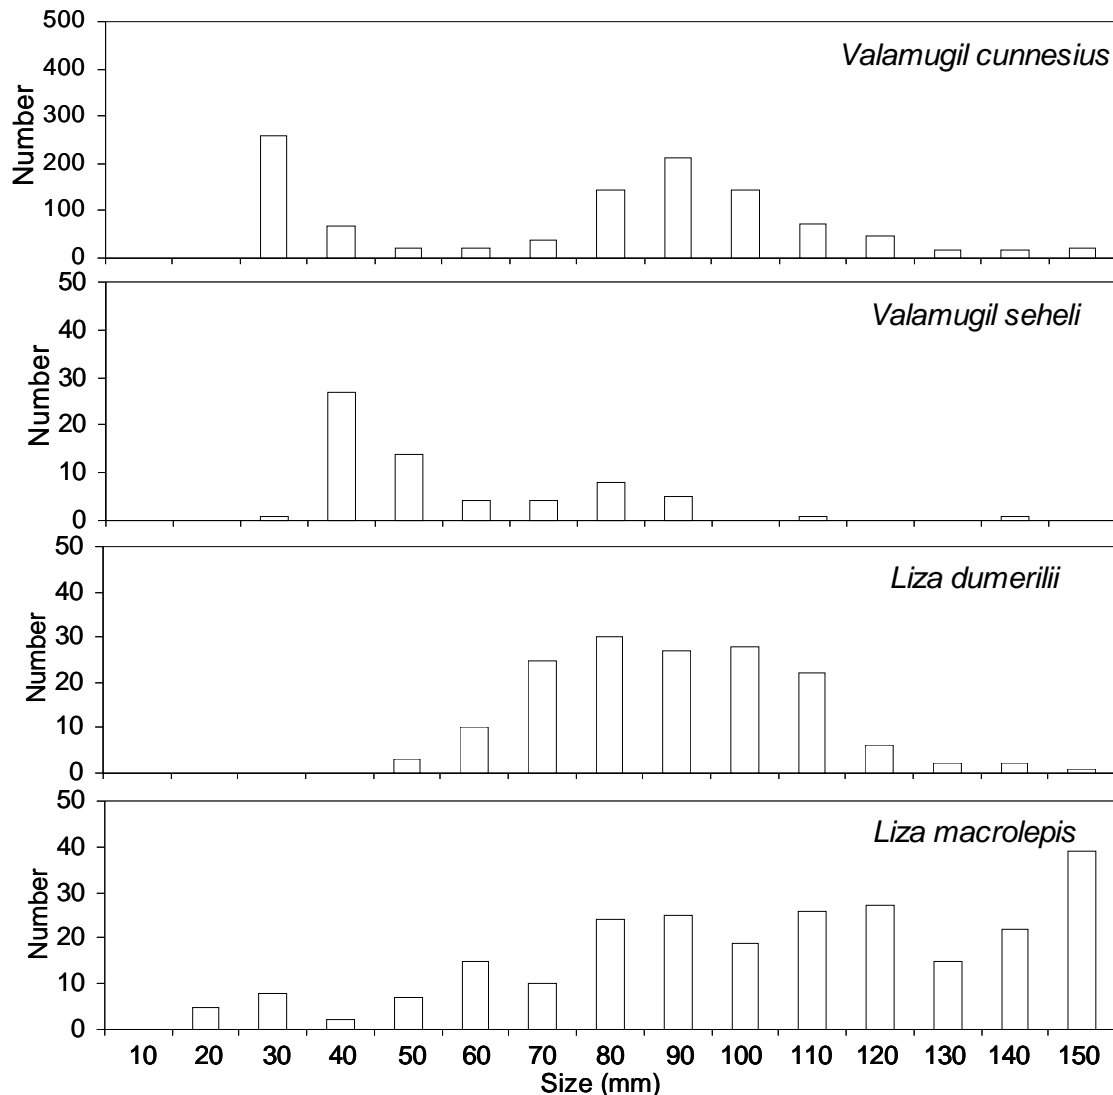 Valamugil cunnesius
Number
500
400
300
200
100
0
Valamugil seheli
Number
50
40
30
20
10
0
Liza dumerilii
Number
50
40
30
20
10
0
Liza macrolepis
Number
50
40
30
20
10
0
10 20 30 40 50 60 70 80 90 100 110 120 130 140 150
Size (mm)